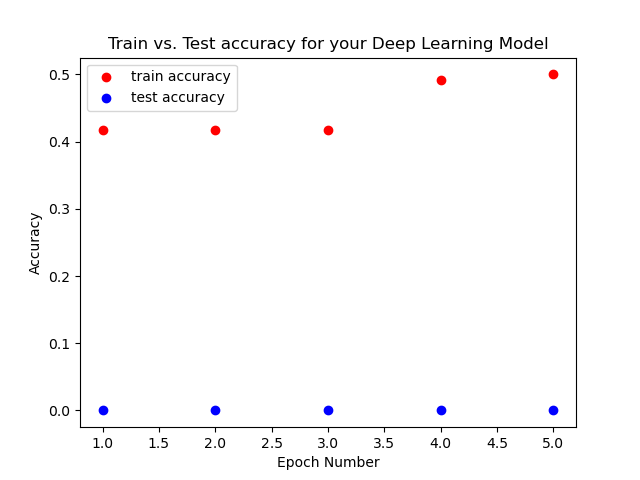 Train vs. Test accuracy for your Deep Learning Model
train accuracy
test accuracy
0.5
0.4
0.3
0.2
0.1
0.0
Accuracy
1.0 1.5 2.0 2.5 3.0 3.5 4.0 4.5 5.0
Epoch Number